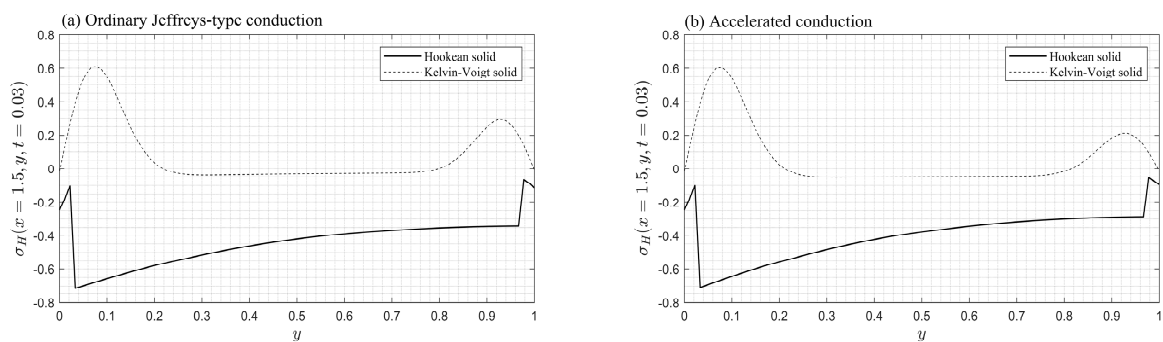 (a) Ordinary Jeffreys-type conduction
0.8
0.6
0.4
0.2
0
-0.2
-0.4
-0.6
-0.8
σ_H(x = 1.5, y, t = 0.03)
Hookean solid
Kelvin-Voigt solid
0 0.1 0.2 0.3 0.4 0.5 0.6 0.7 0.8 0.9 1
y
(b) Accelerated conduction
0.8
0.6
0.4
0.2
0
-0.2
-0.4
-0.6
-0.8
σ_H(x = 1.5, y, t = 0.03)
Hookean solid
Kelvin-Voigt solid
0 0.1 0.2 0.3 0.4 0.5 0.6 0.7 0.8 0.9 1
y